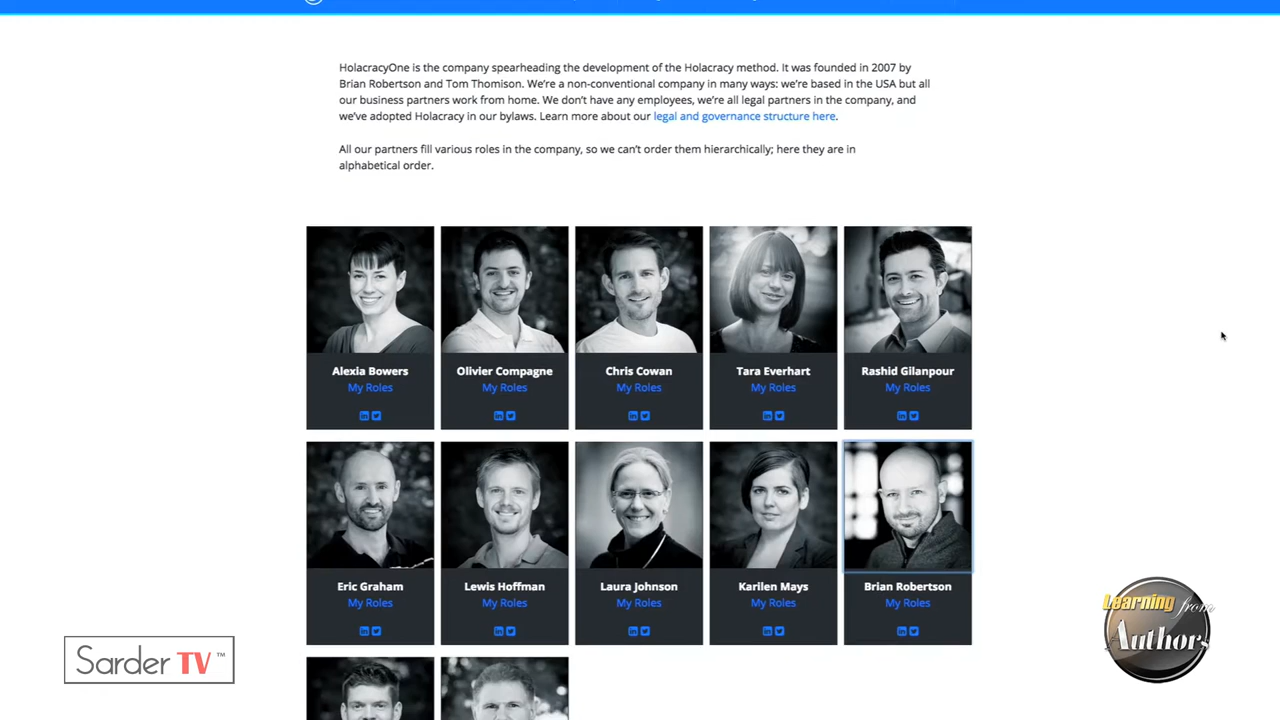 HolacracyOne is the company spearheading the development of the Holacracy method. It was founded in 2007 by
Brian Robertson and Tom Thomison. We're a non-conventional company in many ways: we're based in the USA but all
our business partners work from home. We don't have any employees, we're all legal partners in the company, and
we've adopted Holacracy in our bylaws. Learn more about our legal and governance structure here.
All our partners fill various roles in the company, so we can't order them hierarchically; here they are in
alphabetical order.
Alexia Bowers
My Roles
Olivier Compagne
My Roles
Chris Cowan
My Roles
Tara Everhart
My Roles
Rashid Gilanpour
My Roles
Eric Graham
My Roles
Lewis Hoffman
My Roles
Laura Johnson
My Roles
Karilen Mays
My Roles
Brian Robertson
My Roles
Sarder TV™
Learning from
Authors